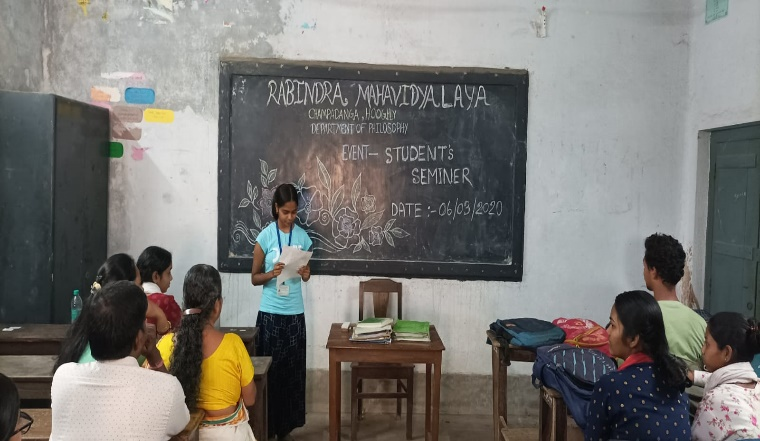 RABINDRA MAHAVIDYALAYA
CHAMPADANGA, HOOGHLY
DEPARTMENT OF PHILOSOPHY
EVENT— STUDENT'S
SEMINER
DATE :- 06/03/2020